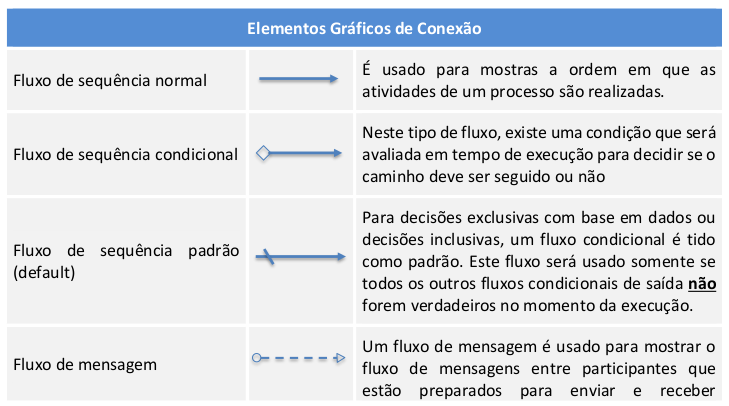 Elementos Gráficos de Conexão
Fluxo de sequência normal
É usado para mostras a ordem em que as
atividades de um processo são realizadas.
Fluxo de sequência condicional
Neste tipo de fluxo, existe uma condição que será
avaliada em tempo de execução para decidir se o
caminho deve ser seguido ou não
Fluxo de sequência padrão
(default)
Para decisões exclusivas com base em dados ou
decisões inclusivas, um fluxo condicional é tido
como padrão. Este fluxo será usado somente se
todos os outros fluxos condicionais de saída não
forem verdadeiros no momento da execução.
Fluxo de mensagem
Um fluxo de mensagem é usado para mostrar o
fluxo de mensagens entre participantes que
estão preparados para enviar e receber